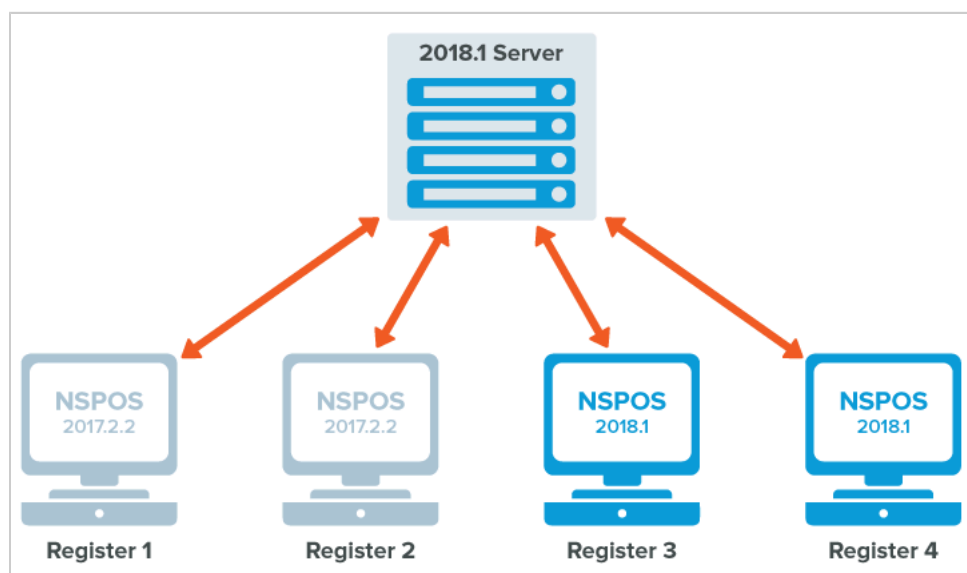 2018.1 Server
NSPOS
2017.2.2
NSPOS
2017.2.2
NSPOS
2018.1
NSPOS
2018.1
Register 1
Register 2
Register 3
Register 4